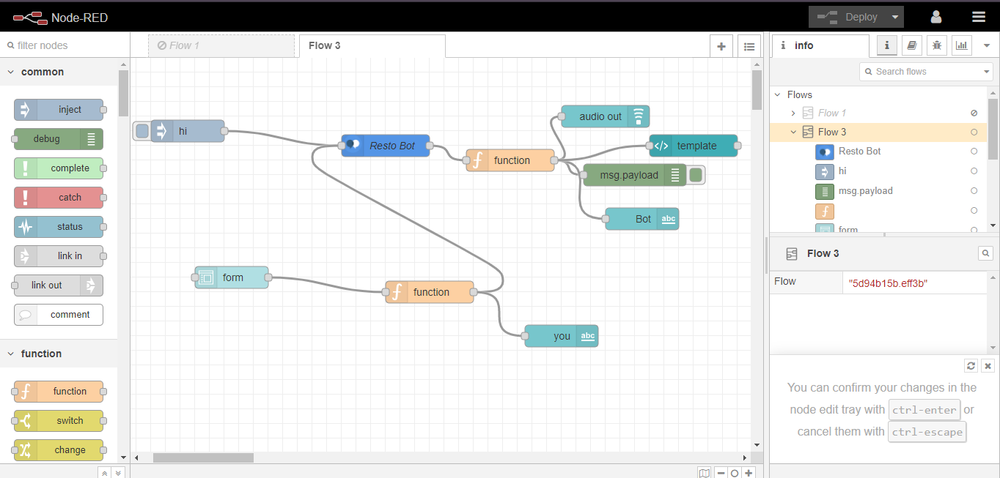 Node-RED
Deploy
filter nodes
Flow 1
Flow 3
info
common
Search flows
Flows
inject
debug
complete
catch
status
link in
link out
comment
function
function
switch
change
hi
Resto Bot
function
audio out
template
msg.payload
Bot
abc
form
function
you
abc
Flow 1
Flow 3
Resto Bot
hi
msg.payload
form
Flow 3
Flow "5d94b15b.eff3b"
You can confirm your changes in the
node edit tray with ctrl-enter or
cancel them with ctrl-escape